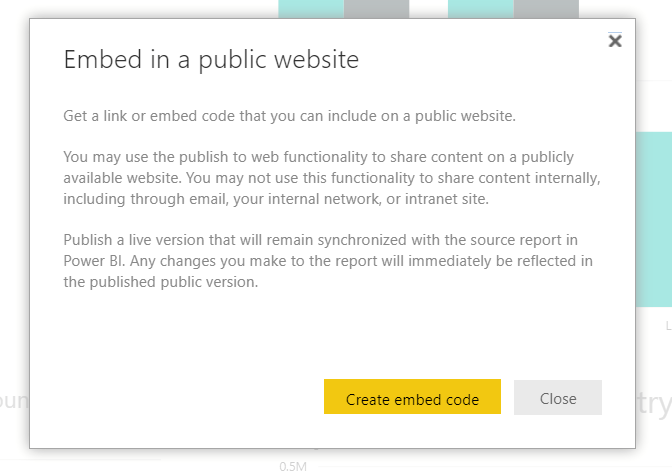 Embed in a public website
Get a link or embed code that you can include on a public website.
You may use the publish to web functionality to share content on a publicly
available website. You may not use this functionality to share content internally,
including through email, your internal network, or intranet site.
Publish a live version that will remain synchronized with the source report in
Power BI. Any changes you make to the report will immediately be reflected in
the published public version.
Create embed code
Close
0.5M